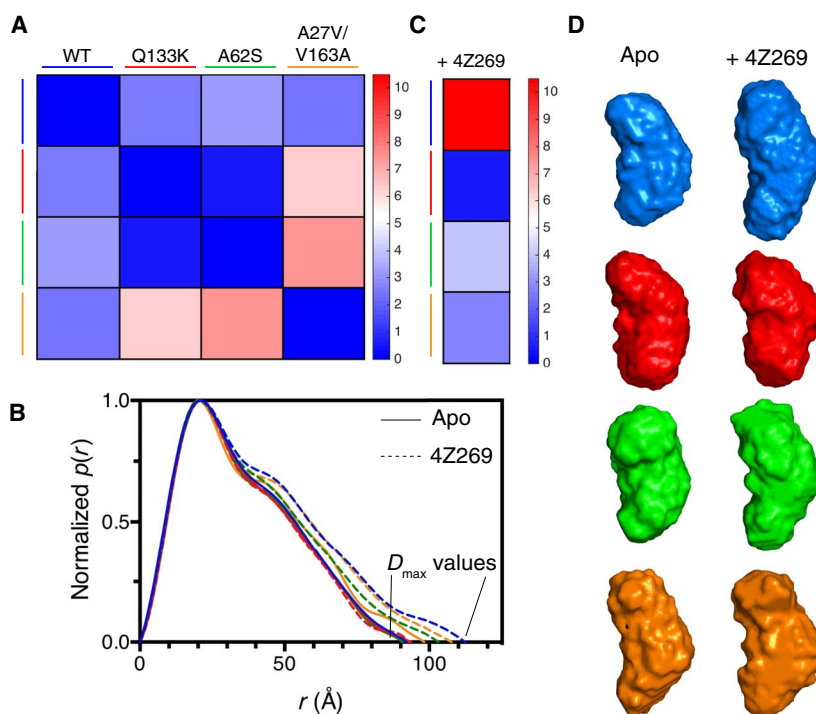 A
WT
Q133K
A62S
A27V/
V163A
10
9
8
7
6
5
4
3
2
1
0
C
+ 4Z269
10
9
8
7
6
5
4
3
2
1
0
D
Apo
+ 4Z269
B
Normalized p(r)
1.0
0.5
0.0
0
50
100
r (Å)
Apo
4Z269
Dmax values